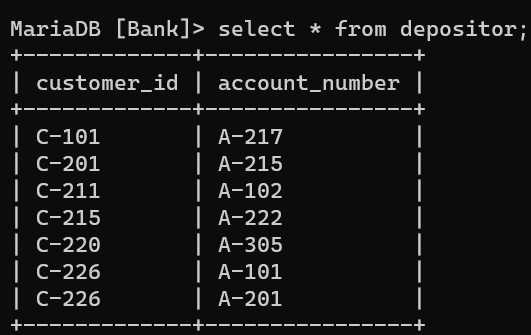 MariaDB [Bank]> select * from depositor;
+-------------+----------------+
| customer_id | account_number |
+-------------+----------------+
| C-101       | A-217          |
| C-201       | A-215          |
| C-211       | A-102          |
| C-215       | A-222          |
| C-220       | A-305          |
| C-226       | A-101          |
| C-226       | A-201          |
+-------------+----------------+